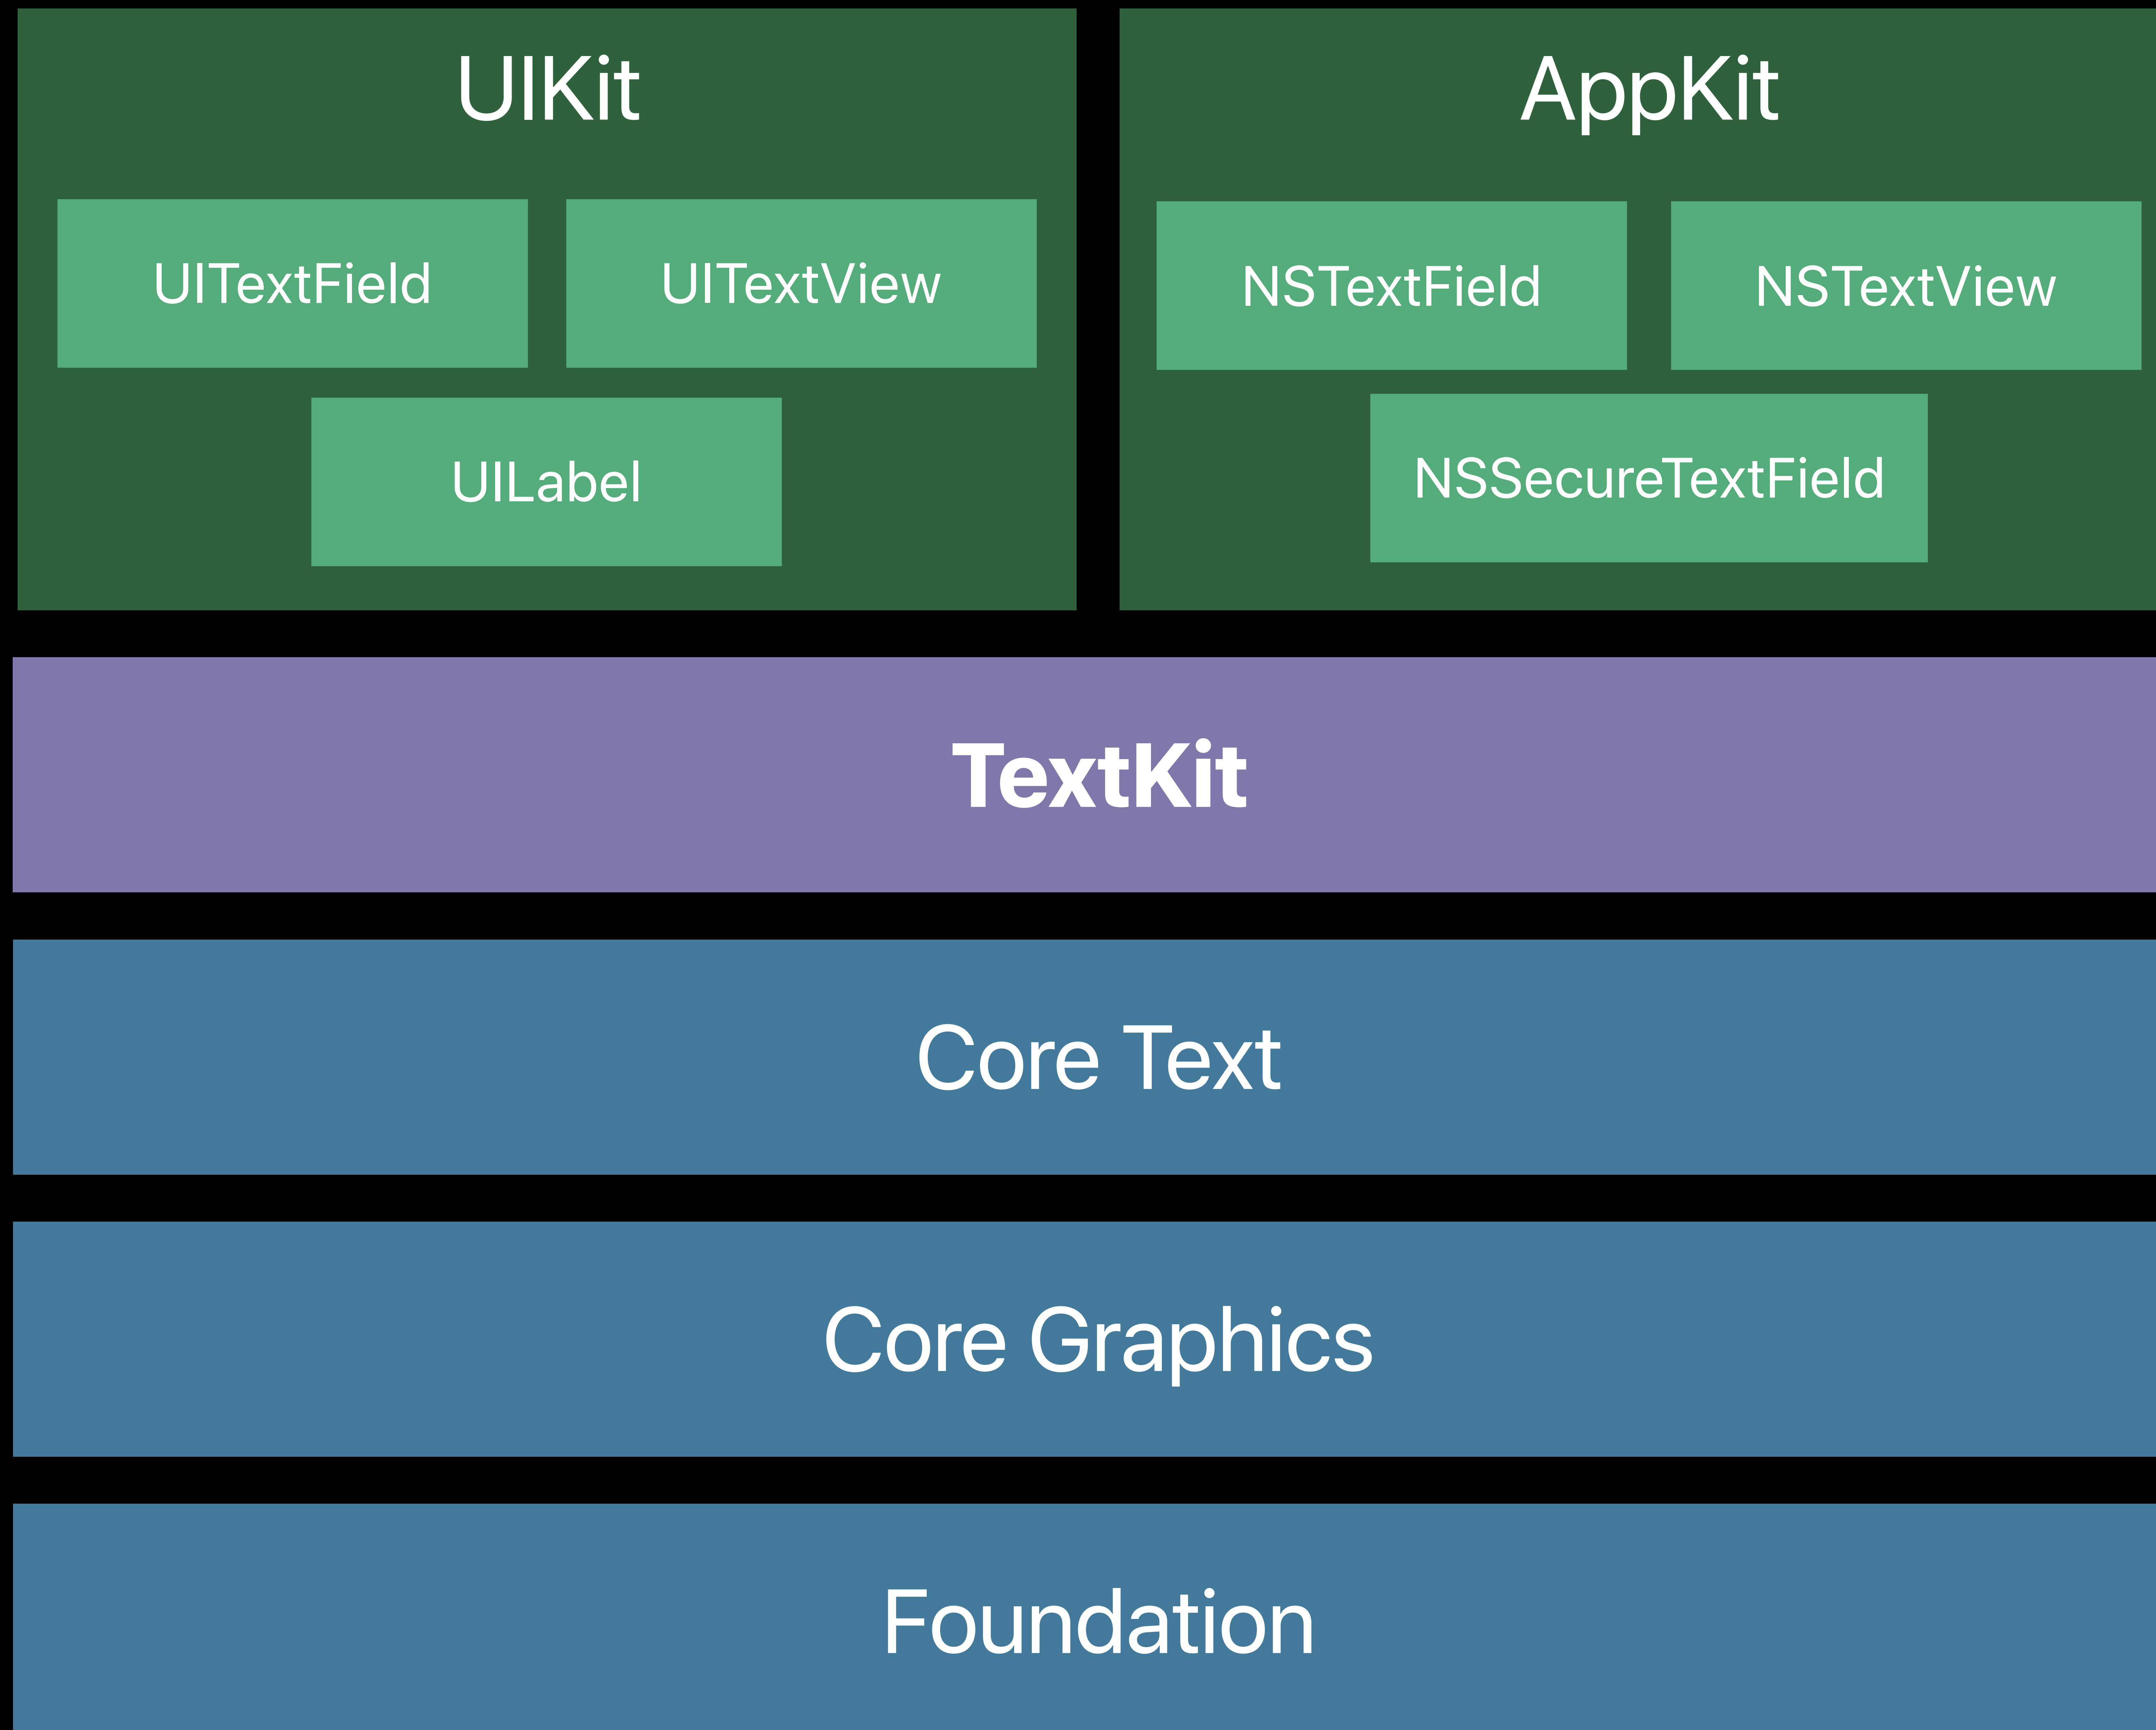 UIKit
UITextField
UITextView
UILabel
AppKit
NSTextField
NSTextView
NSSecureTextField
TextKit
Core Text
Core Graphics
Foundation